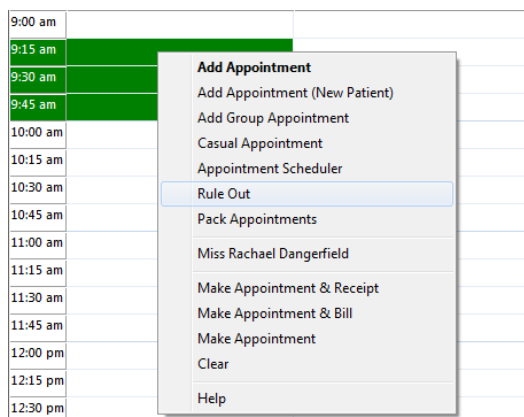 9:00 am
9:15 am
9:30 am
9:45 am
10:00 am
10:15 am
10:30 am
10:45 am
11:00 am
11:15 am
11:30 am
11:45 am
12:00 pm
12:15 pm
12:30 pm
Add Appointment
Add Appointment (New Patient)
Add Group Appointment
Casual Appointment
Appointment Scheduler
Rule Out
Pack Appointments
Miss Rachael Dangerfield
Make Appointment & Receipt
Make Appointment & Bill
Make Appointment
Clear
Help